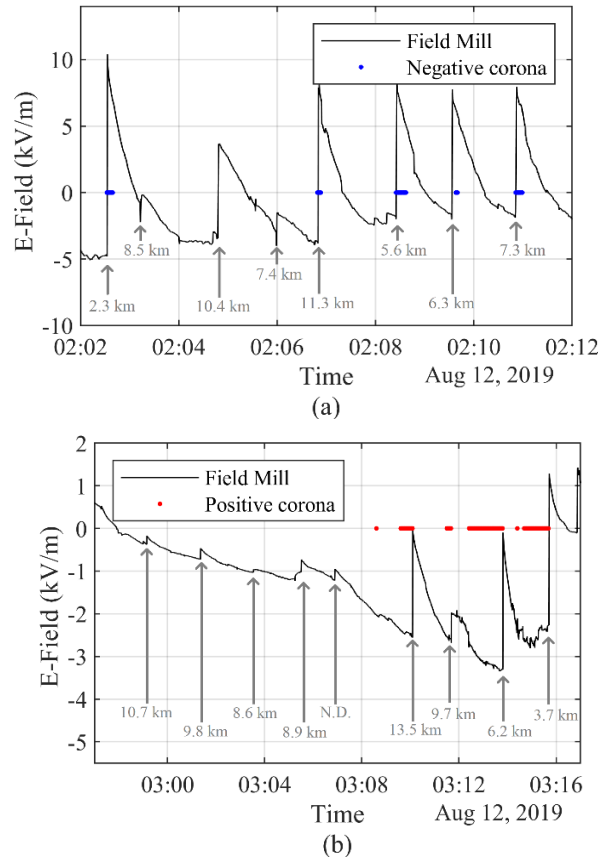 Field Mill
Negative corona
E-Field (kV/m)
10
5
0
-5
-10
8.5 km
2.3 km
10.4 km
7.4 km
11.3 km
5.6 km
6.3 km
7.3 km
02:02
02:04
02:06
02:08
02:10
02:12
Time
Aug 12, 2019
(a)
Field Mill
Positive corona
E-Field (kV/m)
2
1
0
-1
-2
-3
-4
-5
10.7 km
9.8 km
8.6 km
8.9 km
N.D.
13.5 km
9.7 km
6.2 km
3.7 km
03:00
03:04
03:08
03:12
03:16
Time
Aug 12, 2019
(b)